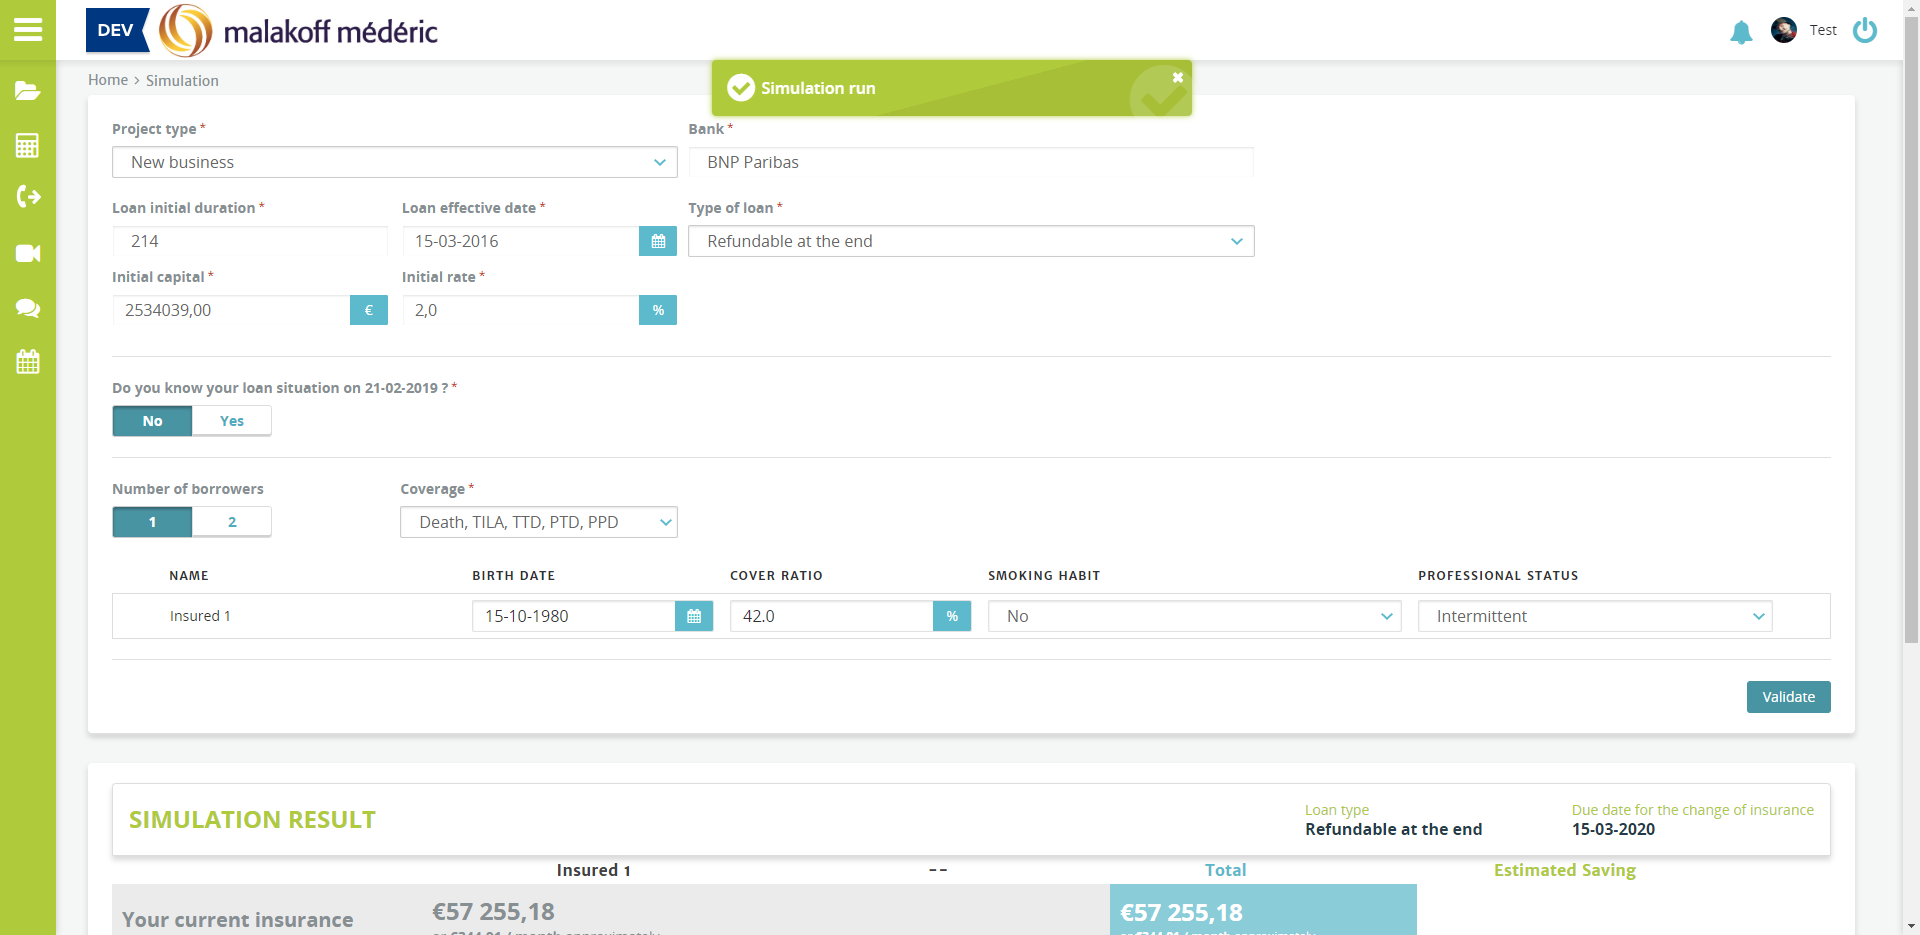 DEV
malakoff médéric
Test
Home > Simulation
Simulation run
Project type *
Bank *
New business
BNP Paribas
Loan initial duration *
Loan effective date *
Type of loan *
214
15-03-2016
Refundable at the end
Initial capital *
Initial rate *
2534039,00 €
2,0 %
Do you know your loan situation on 21-02-2019 ? *
No Yes
Number of borrowers
Coverage *
1 2
Death, TILA, TTD, PTD, PPD
NAME BIRTH DATE COVER RATIO SMOKING HABIT PROFESSIONAL STATUS
Insured 1 15-10-1980 42.0 % No Intermittent
Validate
SIMULATION RESULT
Loan type
Refundable at the end
Due date for the change of insurance
15-03-2020
Insured 1 -- Total Estimated Saving
Your current insurance €57 255,18 €57 255,18